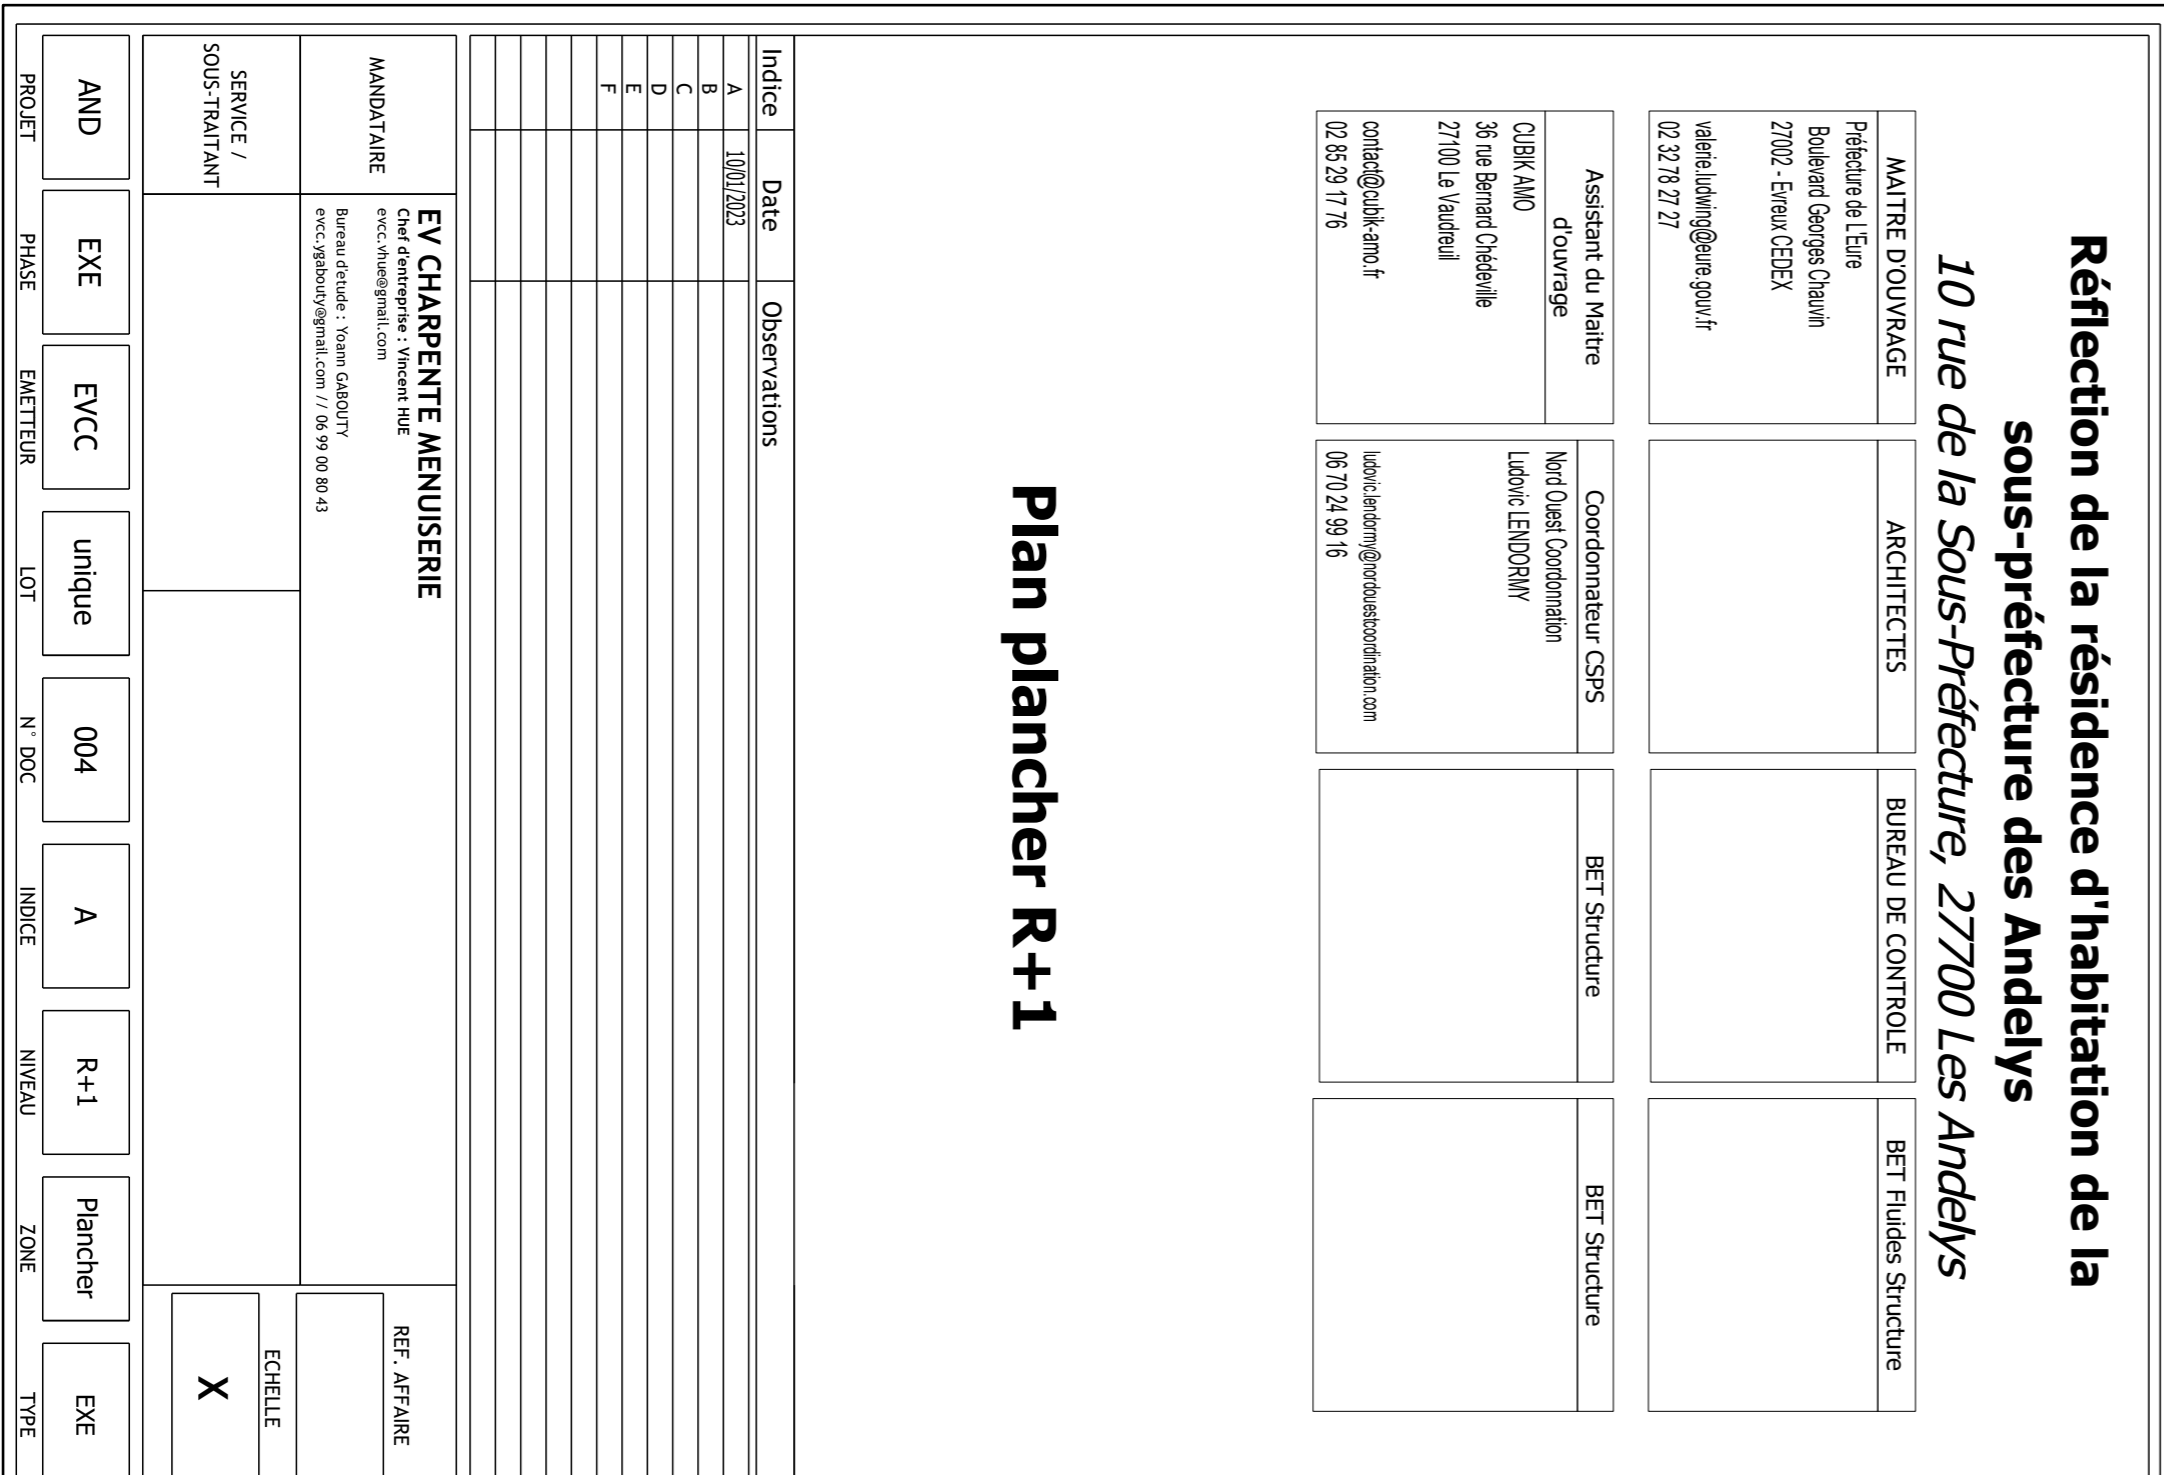 Réflection de la résidence d'habitation de la
sous-préfecture des Andelys
10 rue de la Sous-Préfecture, 27700 Les Andelys
MAITRE D'OUVRAGE
Préfecture de L'Eure
Boulevard Georges Chauvin
27002 - Evreux CEDEX
valerie.ludwing@eure.gouv.fr
02 32 78 27 27
ARCHITECTES
BUREAU DE CONTROLE
BET Fluides Structure
Assistant du Maitre
d'ouvrage
CUBIK AMO
36 rue Bernard Chédeville
27100 Le Vaudreuil
contact@cubik-amo.fr
02 85 29 17 76
Coordonnateur CSPS
Nord Ouest Coordonnation
Ludovic LENDORMY
ludovic.lendormy@nordouestcoordination.com
06 70 24 99 16
BET Structure
BET Structure
Plan plancher R+1
Indice Date Observations
A 10/01/2023
B
C
D
E
F
MANDATAIRE
EV CHARPENTE MENUISERIE
Chef d'entreprise : Vincent HUE
evcc.vhue@gmail.com
Bureau d'etude : Yoann GABOUTY
evcc.ygabouty@gmail.com // 06 99 00 80 43
REF. AFFAIRE
SERVICE /
SOUS-TRAITANT
ECHELLE
X
AND EXE EVCC unique 004 A R+1 Plancher EXE
PROJET PHASE EMETTEUR LOT N° DOC INDICE NIVEAU ZONE TYPE